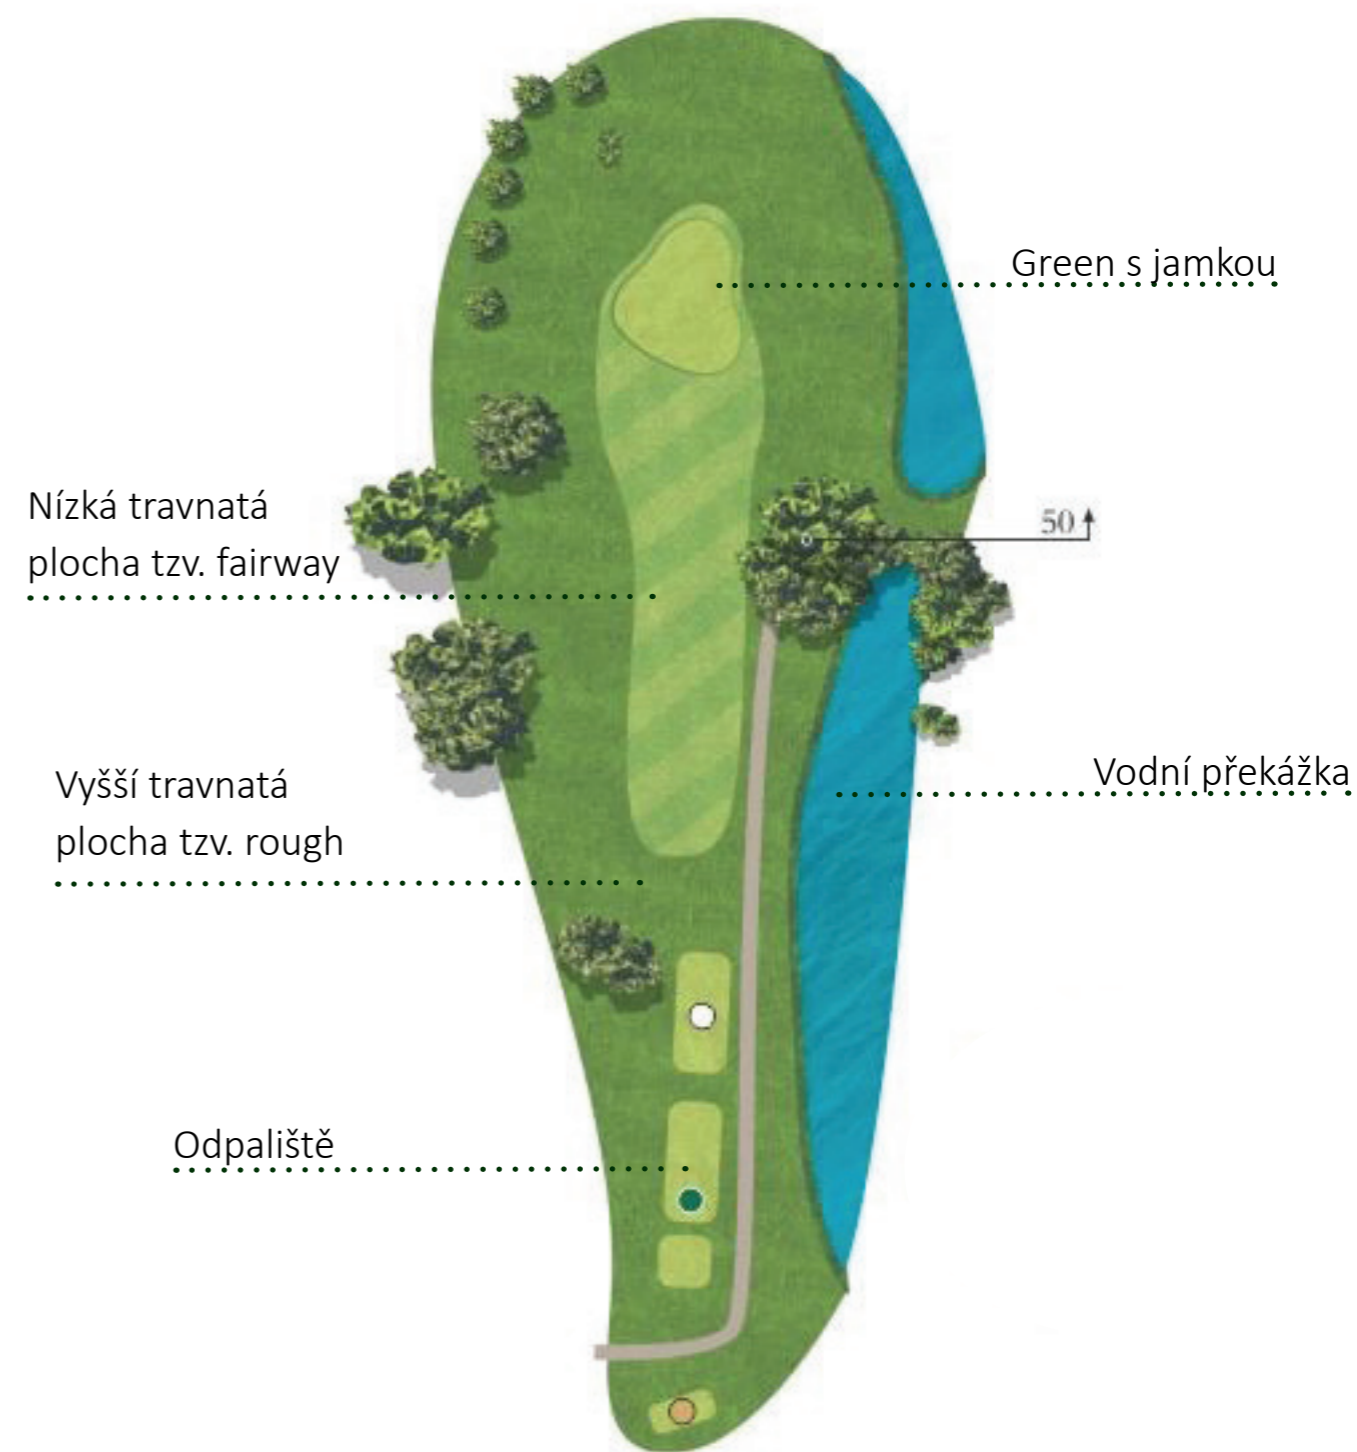 Green s jamkou
Nízká travnatá
plocha tzv. fairway
50
Vyšší travnatá
plocha tzv. rough
Vodní překážka
Odpaliště